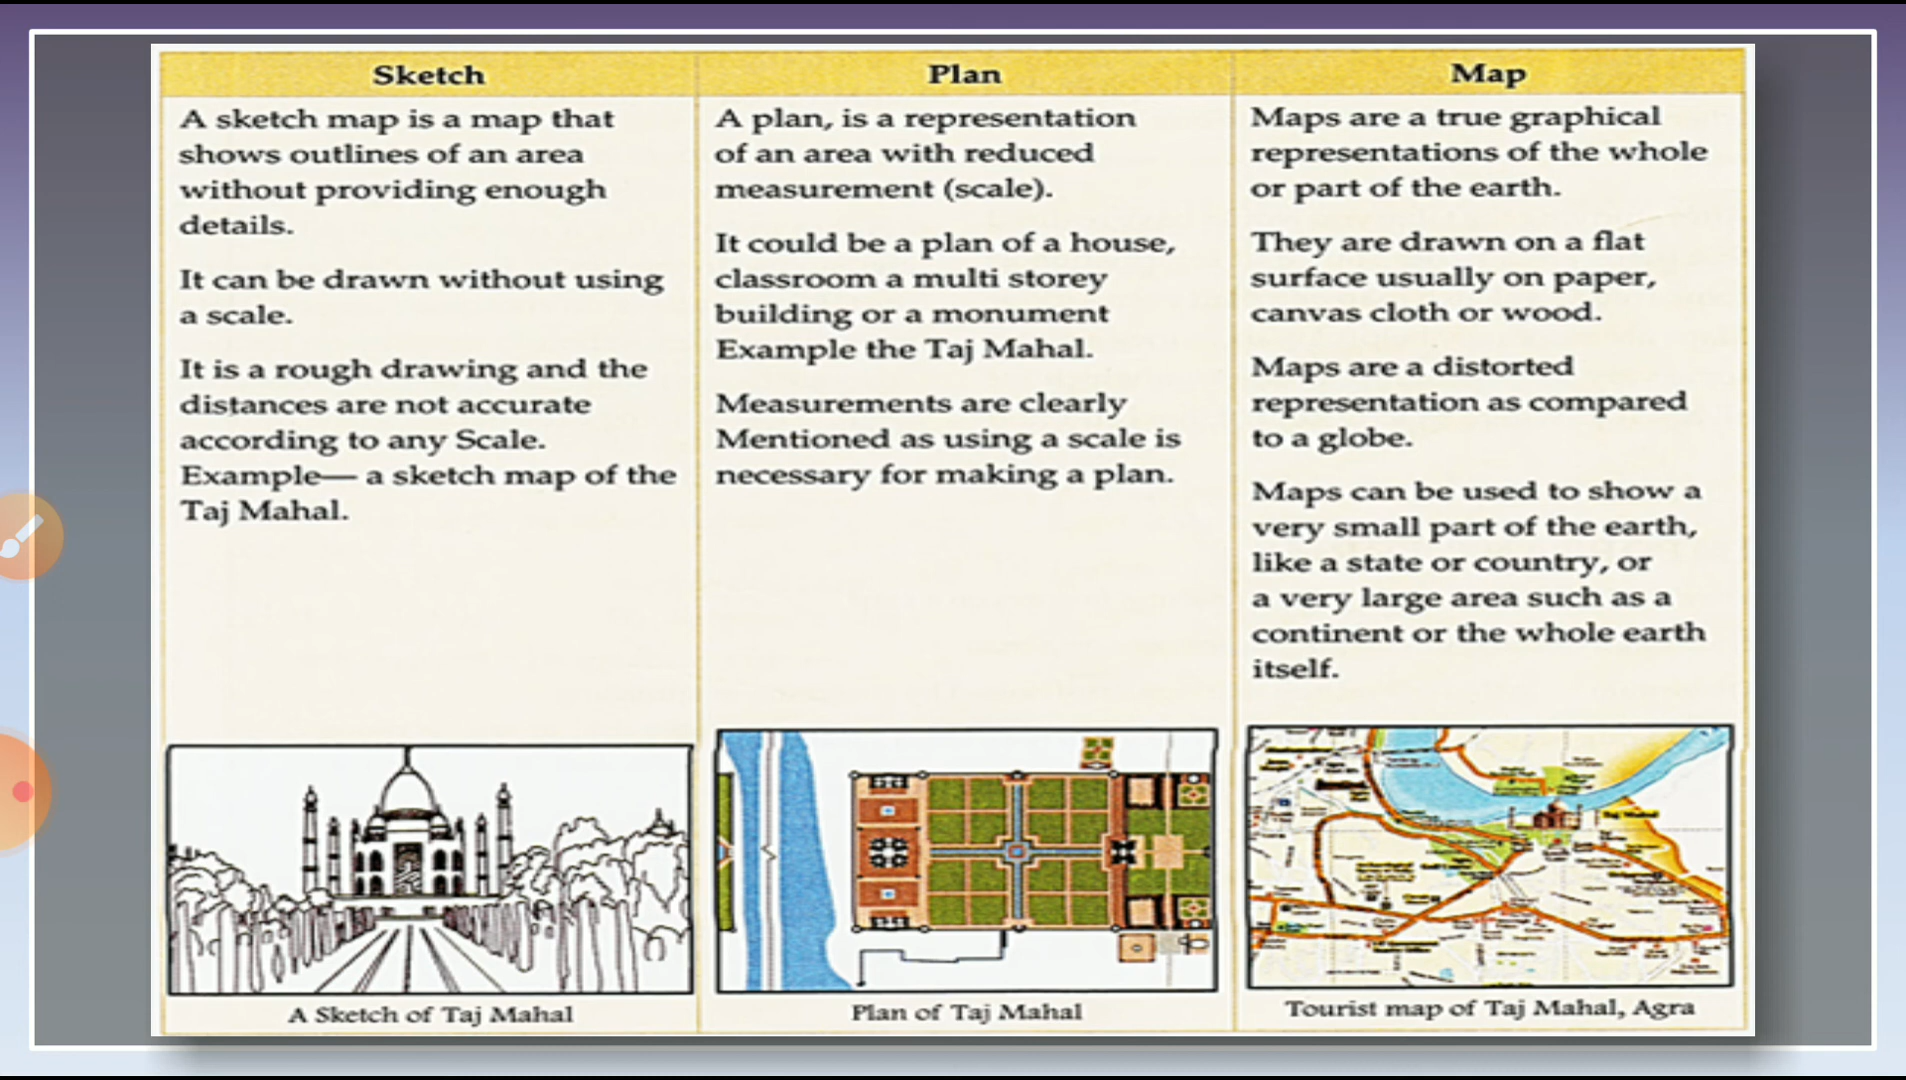 Sketch
A sketch map is a map that
shows outlines of an area
without providing enough
details.
It can be drawn without using
a scale.
It is a rough drawing and the
distances are not accurate
according to any Scale.
Example— a sketch map of the
Taj Mahal.
A Sketch of Taj Mahal
Plan
A plan, is a representation
of an area with reduced
measurement (scale).
It could be a plan of a house,
classroom a multi storey
building or a monument
Example the Taj Mahal.
Measurements are clearly
Mentioned as using a scale is
necessary for making a plan.
Plan of Taj Mahal
Map
Maps are a true graphical
representations of the whole
or part of the earth.
They are drawn on a flat
surface usually on paper,
canvas cloth or wood.
Maps are a distorted
representation as compared
to a globe.
Maps can be used to show a
very small part of the earth,
like a state or country, or
a very large area such as a
continent or the whole earth
itself.
Taj Mahal
Tourist map of Taj Mahal, Agra